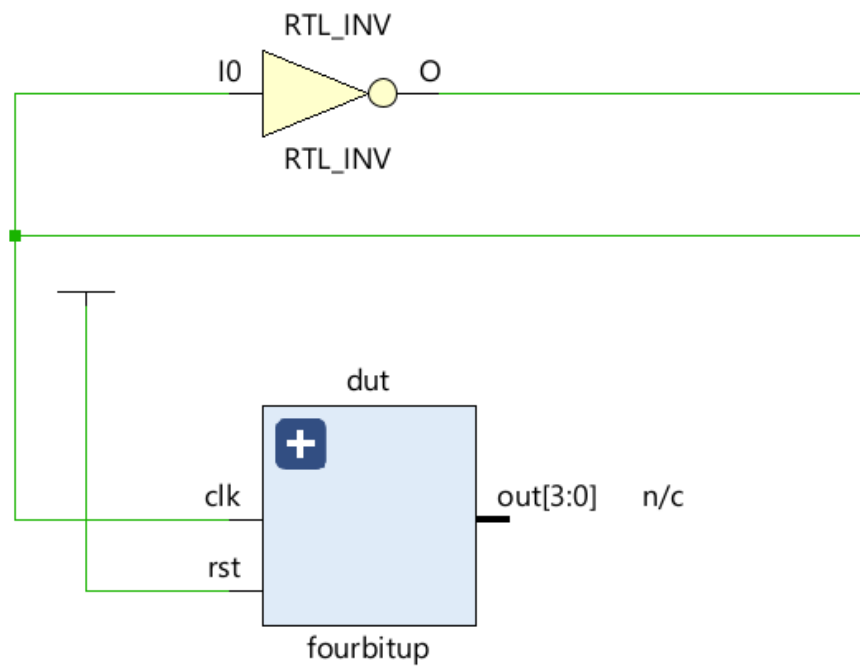 RTL_INV
I0 O
RTL_INV
dut
clk out[3:0] n/c
rst
fourbitup